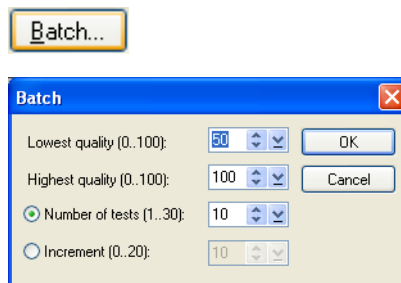 Batch...
Batch
Lowest quality (0..100): 50
OK
Highest quality (0..100): 100
Cancel
Number of tests (1..30): 10
Increment (0..20): 10